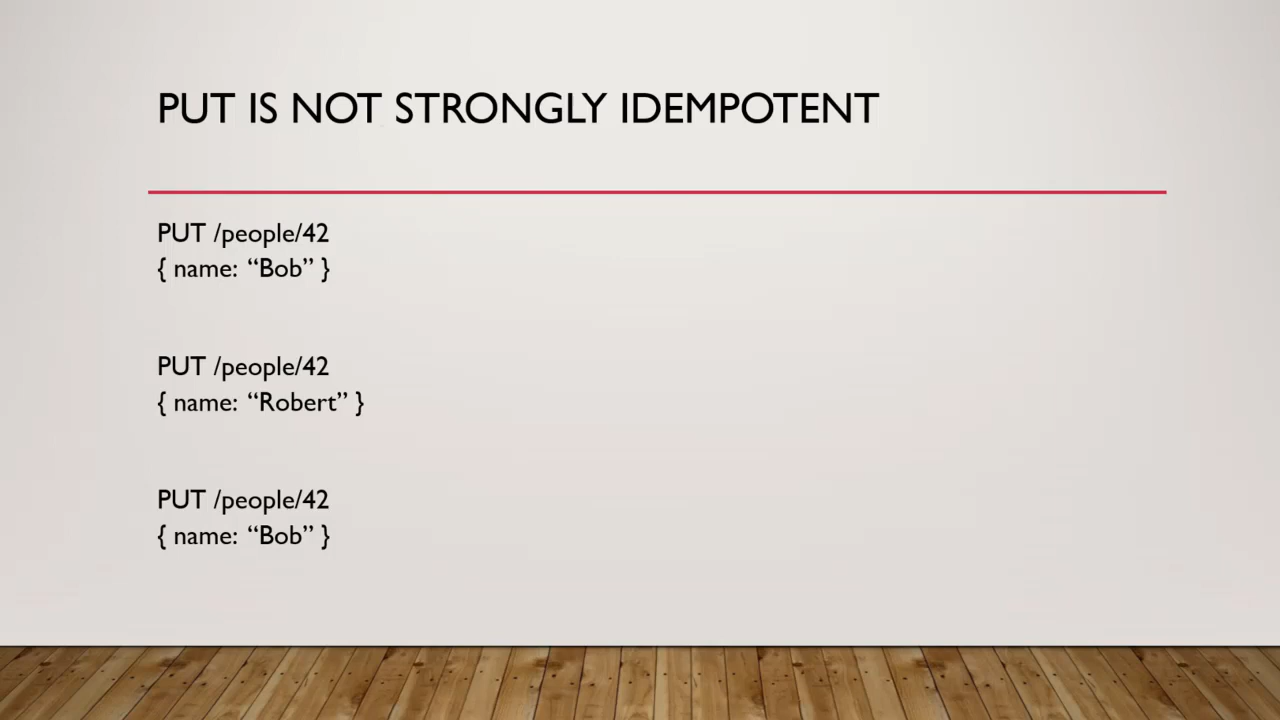 PUT IS NOT STRONGLY IDEMPOTENT
PUT /people/42
{ name: “Bob” }
PUT /people/42
{ name: “Robert” }
PUT /people/42
{ name: “Bob” }